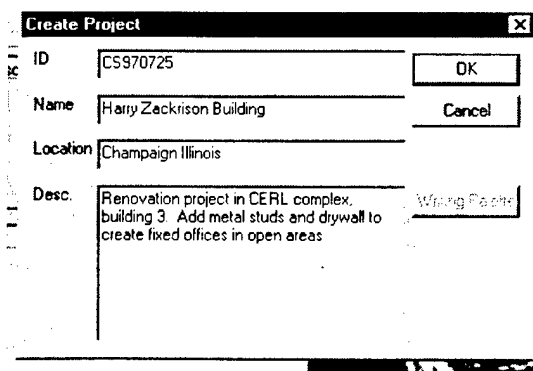 Create Project
ID
CS970725
OK
Name
Harry Zackrison Building
Cancel
Location
Champaign Illinois
Desc.
Renovation project in CERL complex,
building 3. Add metal studs and drywall to
create fixed offices in open areas